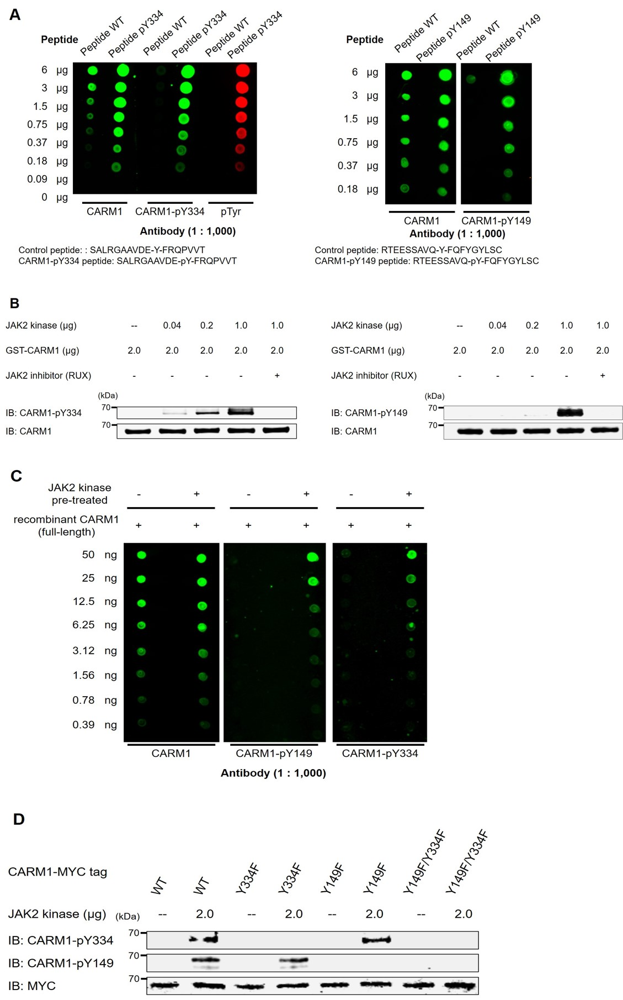 A
Peptide
Peptide WT
Peptide pY334
Peptide WT
Peptide pY334
Peptide WT
Peptide pY334
6 µg
3 µg
1.5 µg
0.75 µg
0.37 µg
0.18 µg
0.09 µg
0 µg
CARM1 CARM1-pY334 pTyr
Antibody (1 : 1,000)
Control peptide: : SALRGAAVDE-Y-FRQPVVT
CARM1-pY334 peptide: SALRGAAVDE-pY-FRQPVVT
Peptide
Peptide WT
Peptide pY149
Peptide WT
Peptide pY149
6 µg
3 µg
1.5 µg
0.75 µg
0.37 µg
0.18 µg
CARM1 CARM1-pY149
Antibody (1 : 1,000)
Control peptide: RTEESSAVQ-Y-FQFYGYLSC
CARM1-pY149 peptide: RTEESSAVQ-pY-FQFYGYLSC
B
JAK2 kinase (µg) -- 0.04 0.2 1.0 1.0
GST-CARM1 (µg) 2.0 2.0 2.0 2.0 2.0
JAK2 inhibitor (RUX) - - - - +
(kDa)
70
IB: CARM1-pY334
70
IB: CARM1
JAK2 kinase (µg) -- 0.04 0.2 1.0 1.0
GST-CARM1 (µg) 2.0 2.0 2.0 2.0 2.0
JAK2 inhibitor (RUX) - - - - +
(kDa)
70
IB: CARM1-pY149
70
IB: CARM1
C
JAK2 kinase
pre-treated - + - + - +
recombinant CARM1
(full-length) + + + + + +
50 ng
25 ng
12.5 ng
6.25 ng
3.12 ng
1.56 ng
0.78 ng
0.39 ng
CARM1 CARM1-pY149 CARM1-pY334
Antibody (1 : 1,000)
D
CARM1-MYC tag
WT
WT
Y334F
Y334F
Y149F
Y149F
Y149F/Y334F
Y149F/Y334F
JAK2 kinase (µg) (kDa) -- 2.0 -- 2.0 -- 2.0 -- 2.0
70
IB: CARM1-pY334
70
IB: CARM1-pY149
70
IB: MYC